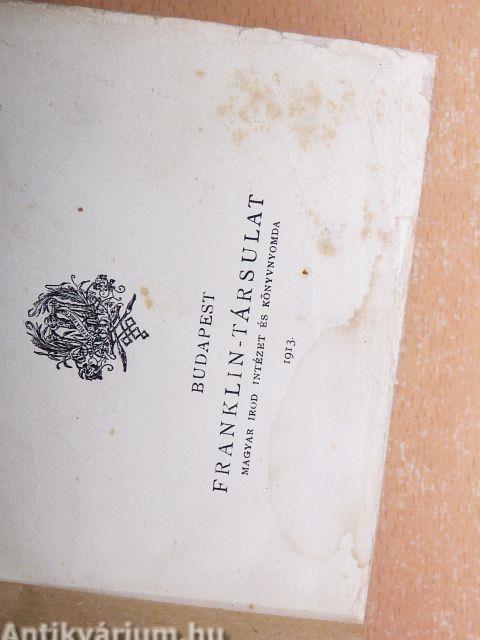 BUDAPEST
FRANKLIN-TÁRSULAT
MAGYAR IROD INTÉZET ÉS KÖNYVNYOMDA
1913.
Antikvárium.hu